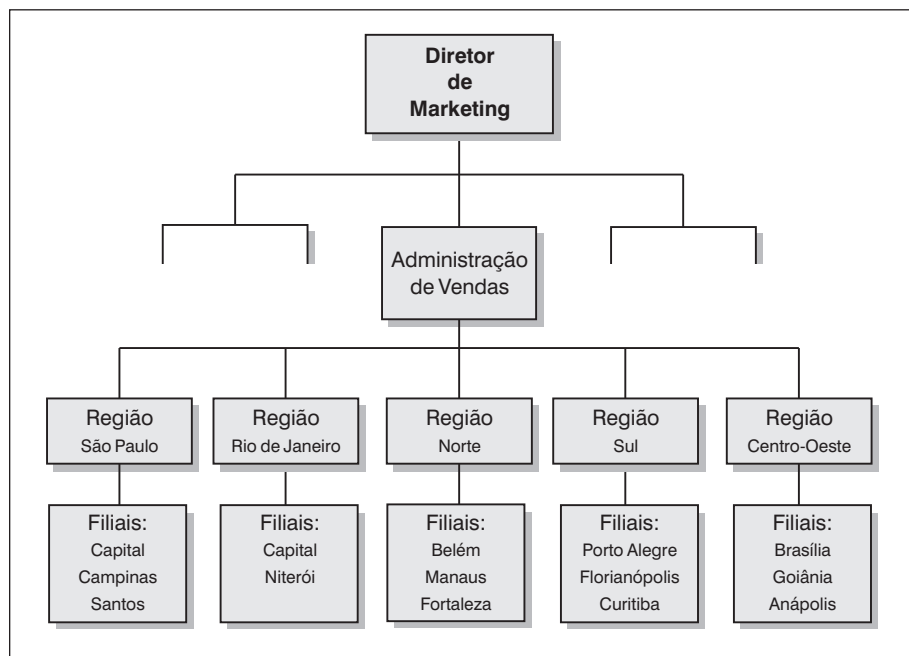 Diretor
de
Marketing
Administração
de Vendas
Região
São Paulo
Região
Rio de Janeiro
Região
Norte
Região
Sul
Região
Centro-Oeste
Filiais:
Capital
Campinas
Santos
Filiais:
Capital
Niterói
Filiais:
Belém
Manaus
Fortaleza
Filiais:
Porto Alegre
Florianópolis
Curitiba
Filiais:
Brasília
Goiânia
Anápolis